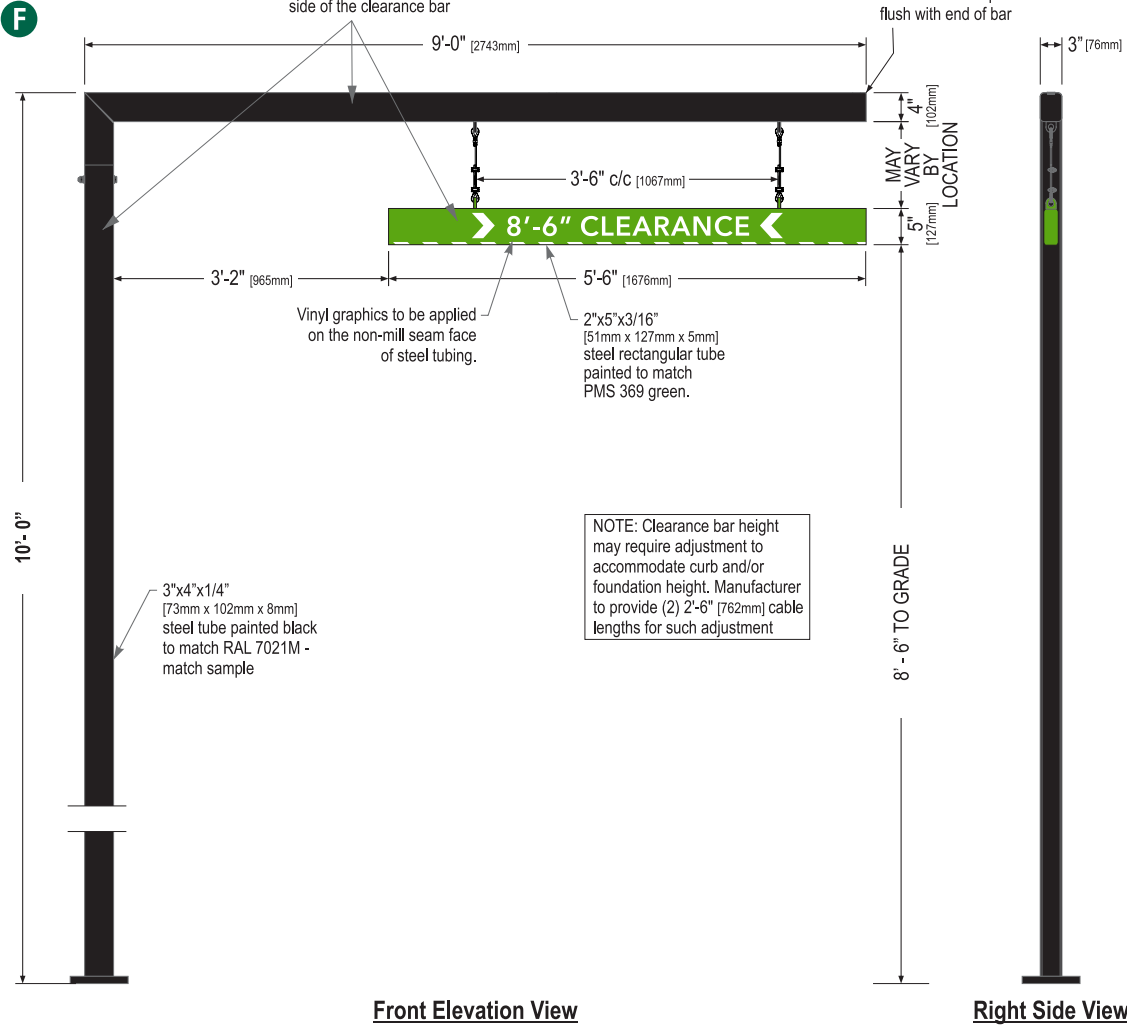 F
side of the clearance bar
flush with end of bar
9'-0" [2743mm]
3" [76mm]
4"
[102mm]
MAY
VARY
BY
LOCATION
3'-6" c/c [1067mm]
8'-6” CLEARANCE
5"
[127mm]
3'-2" [965mm]
5'-6" [1676mm]
Vinyl graphics to be applied
on the non-mill seam face
of steel tubing.
2"x5”x3/16”
[51mm x 127mm x 5mm]
steel rectangular tube
painted to match
PMS 369 green.
10’- 0”
NOTE: Clearance bar height
may require adjustment to
accommodate curb and/or
foundation height. Manufacturer
to provide (2) 2'-6" [762mm] cable
lengths for such adjustment
8' - 6” TO GRADE
3"x4”x1/4”
[73mm x 102mm x 8mm]
steel tube painted black
to match RAL 7021M -
match sample
Front Elevation View
Right Side View